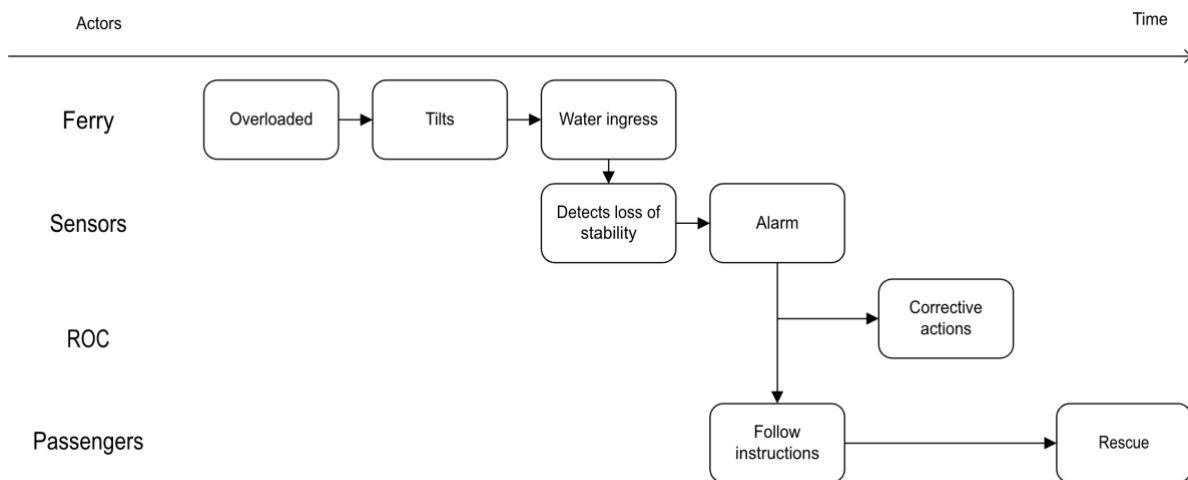 Actors
Time
Ferry
Overloaded
Tilts
Water ingress
Sensors
Detects loss of
stability
Alarm
ROC
Corrective
actions
Passengers
Follow
instructions
Rescue